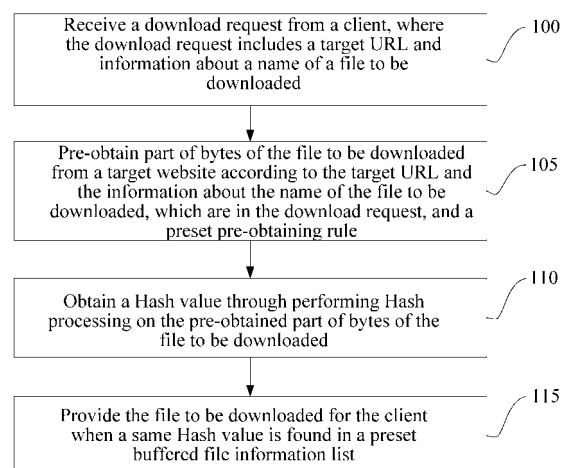 Receive a download request from a client, where
the download request includes a target URL and
information about a name of a file to be
downloaded
100
Pre-obtain part of bytes of the file to be downloaded
from a target website according to the target URL and
the information about the name of the file to be
downloaded, which are in the download request, and a
preset pre-obtaining rule
105
Obtain a Hash value through performing Hash
processing on the pre-obtained part of bytes of the
file to be downloaded
110
Provide the file to be downloaded for the client
when a same Hash value is found in a preset
buffered file information list
115